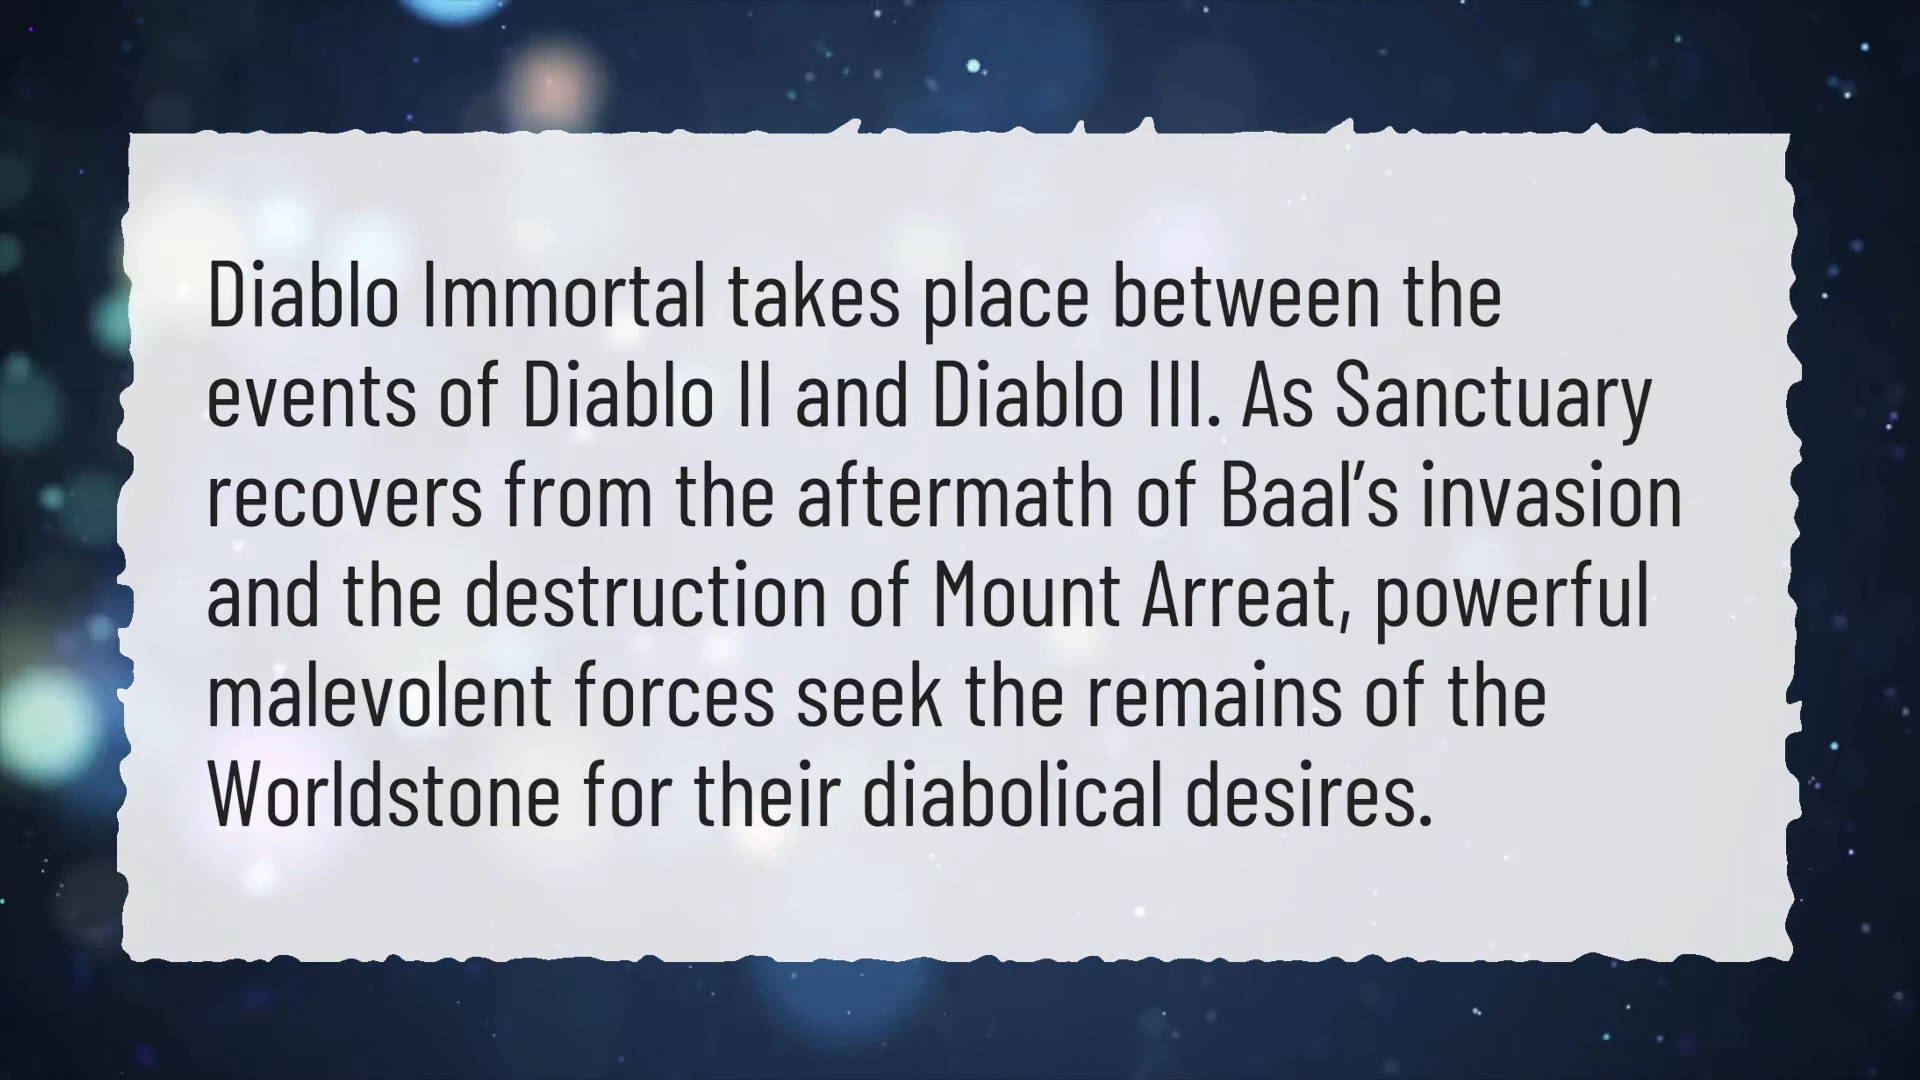 Diablo Immortal takes place between the
events of Diablo II and Diablo III. As Sanctuary
recovers from the aftermath of Baal’s invasion
and the destruction of Mount Arreat, powerful
malevolent forces seek the remains of the
Worldstone for their diabolical desires.